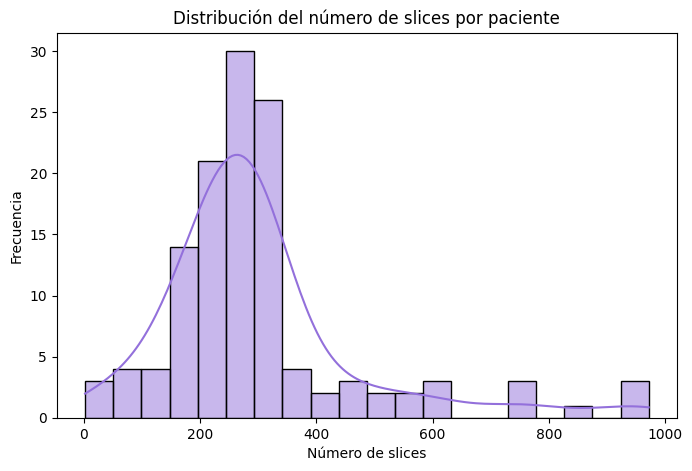 Distribución del número de slices por paciente
Frecuencia
30
25
20
15
10
5
0
0 200 400 600 800 1000
Número de slices